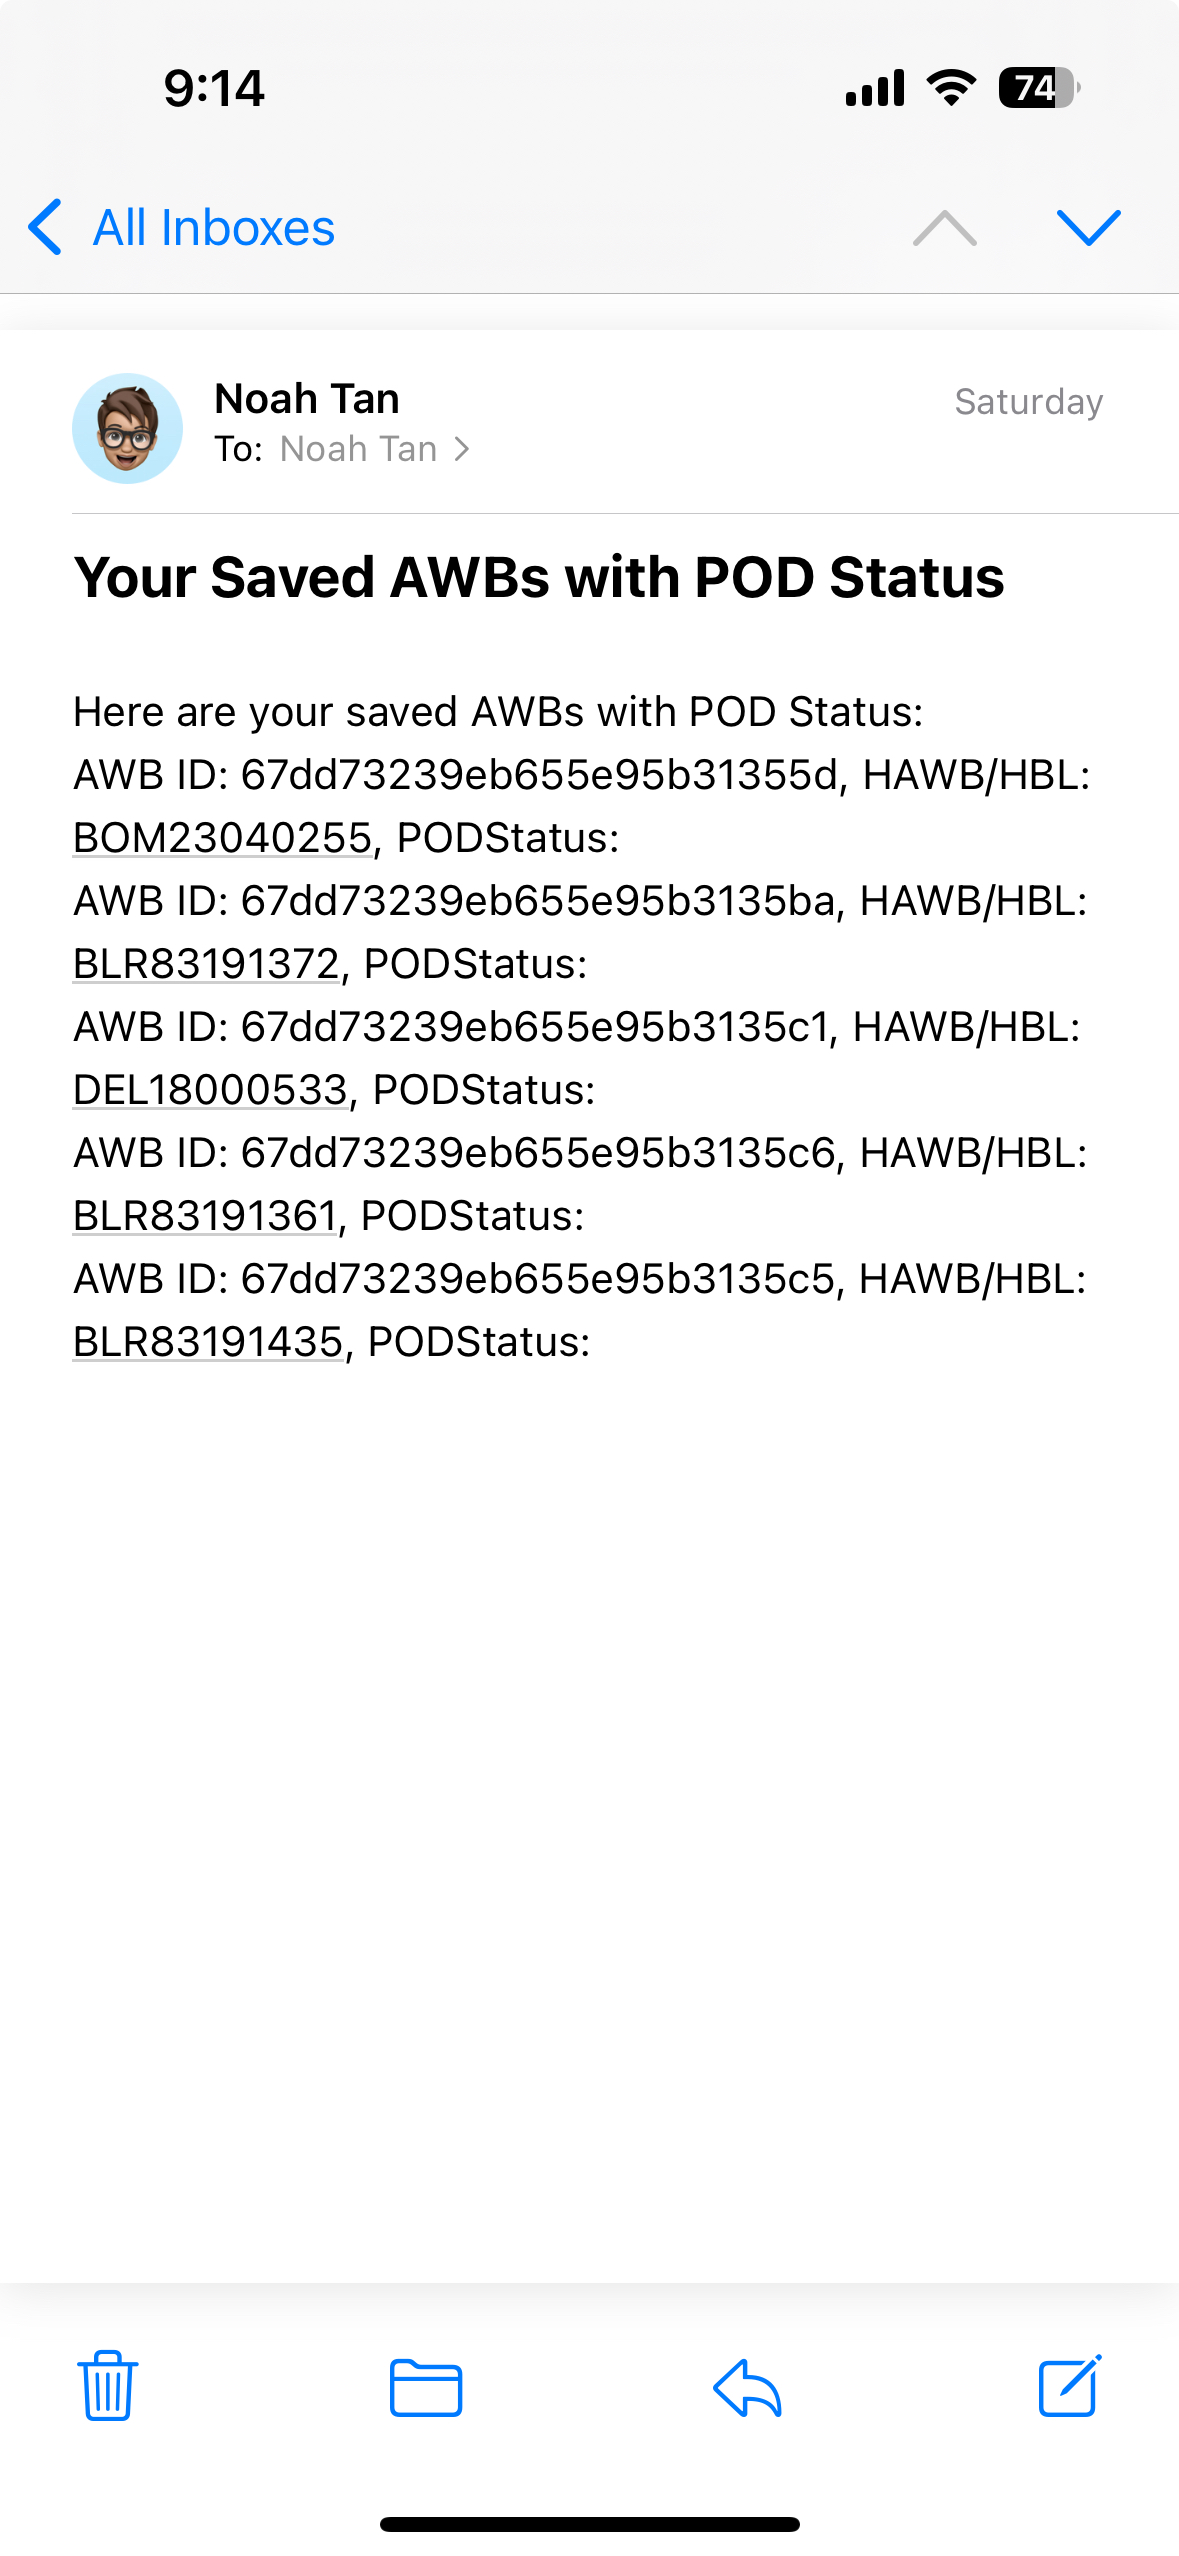 9:14
74
All Inboxes
Noah Tan
Saturday
To: Noah Tan
Your Saved AWBs with POD Status
Here are your saved AWBs with POD Status:
AWB ID: 67dd73239eb655e95b31355d, HAWB/HBL:
BOM23040255, PODStatus:
AWB ID: 67dd73239eb655e95b3135ba, HAWB/HBL:
BLR83191372, PODStatus:
AWB ID: 67dd73239eb655e95b3135c1, HAWB/HBL:
DEL18000533, PODStatus:
AWB ID: 67dd73239eb655e95b3135c6, HAWB/HBL:
BLR83191361, PODStatus:
AWB ID: 67dd73239eb655e95b3135c5, HAWB/HBL:
BLR83191435, PODStatus: